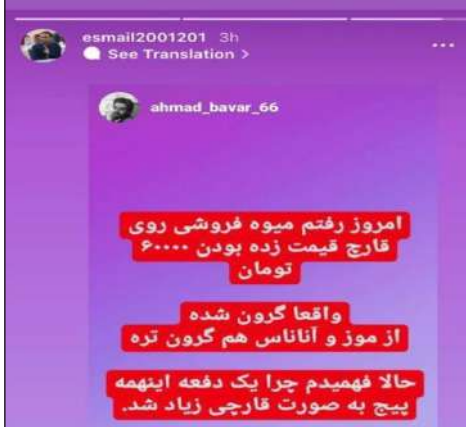 esmail2001201 3h
See Translation >
ahmad_bavar_66
امروز رفتم میوه فروشی روی
قارچ قیمت زده بودن ۶۰۰۰۰
تومان
واقعا گرون شده
از موز و آناناس هم گرون تره
حالا فهمیدم چرا یک دفعه اینهمه
پیج به صورت قارچی زیاد شد.